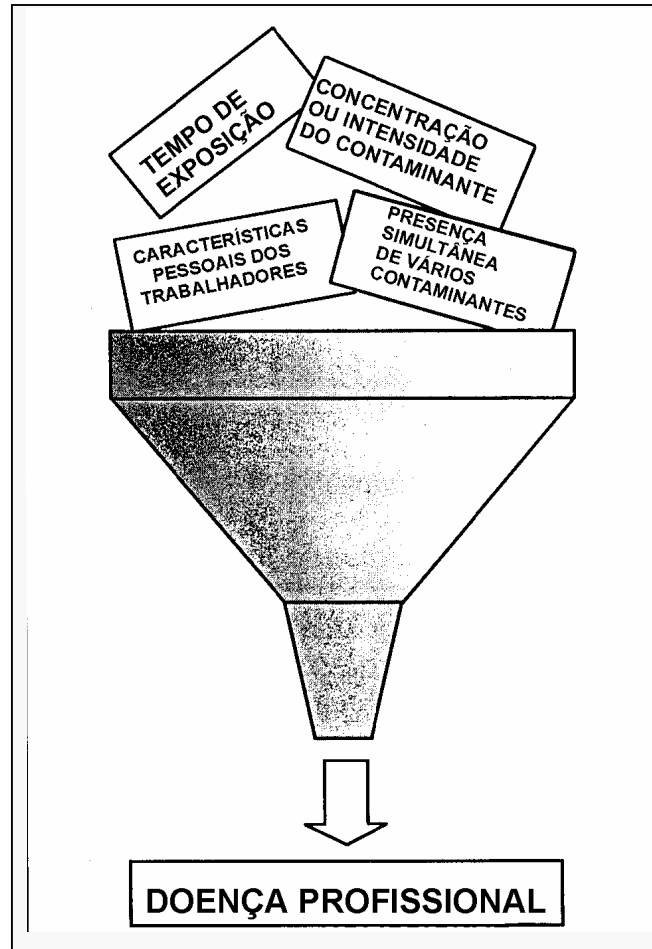 TEMPO DE
EXPOSIÇÃO
CONCENTRAÇÃO
OU INTENSIDADE
DO CONTAMINANTE
CARACTERÍSTICAS
PESSOAIS DOS
TRABALHADORES
PRESENÇA
SIMULTÂNEA
DE VÁRIOS
CONTAMINANTES
DOENÇA PROFISSIONAL